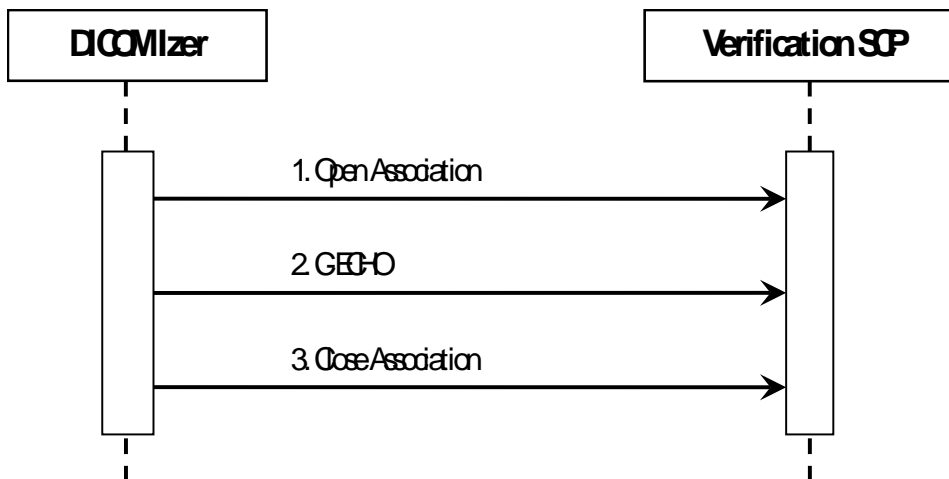 DICOMIzer
Verification SCP
1. Open Association
2. C-ECHO
3. Close Association